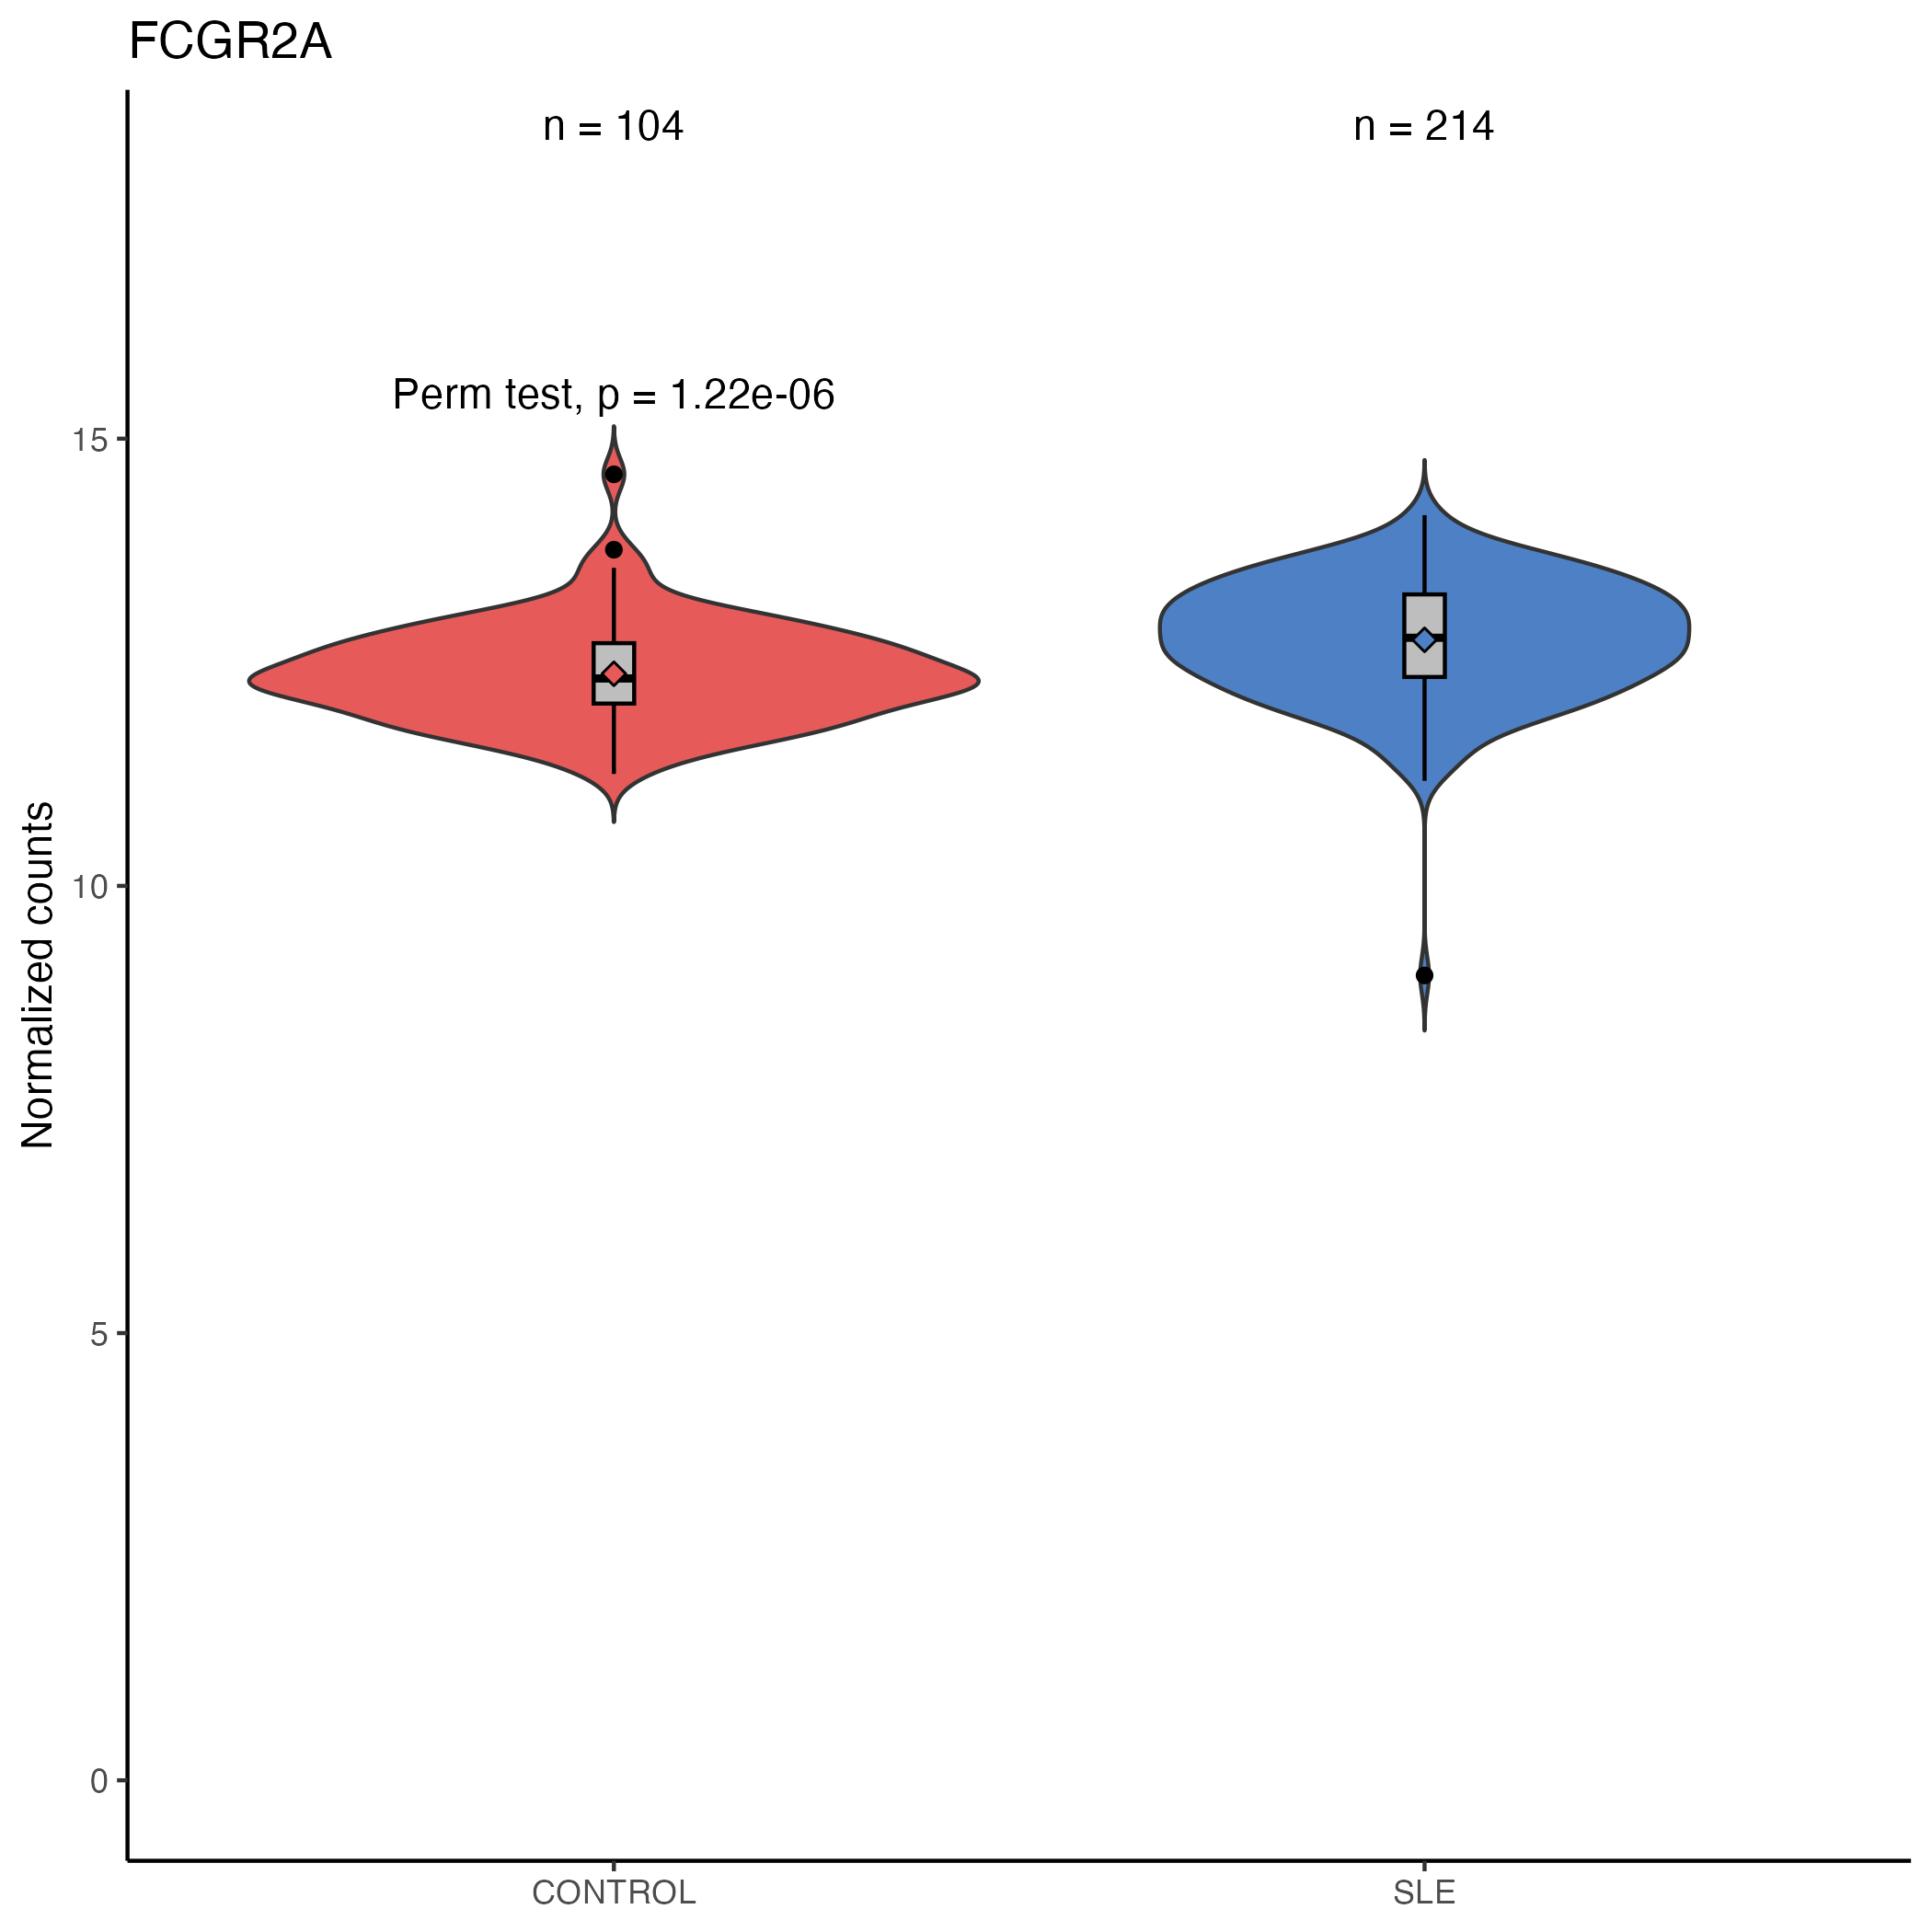 FCGR2A
n = 104
n = 214
Perm test, p = 1.22e-06
15
10
5
0
Normalized counts
CONTROL
SLE